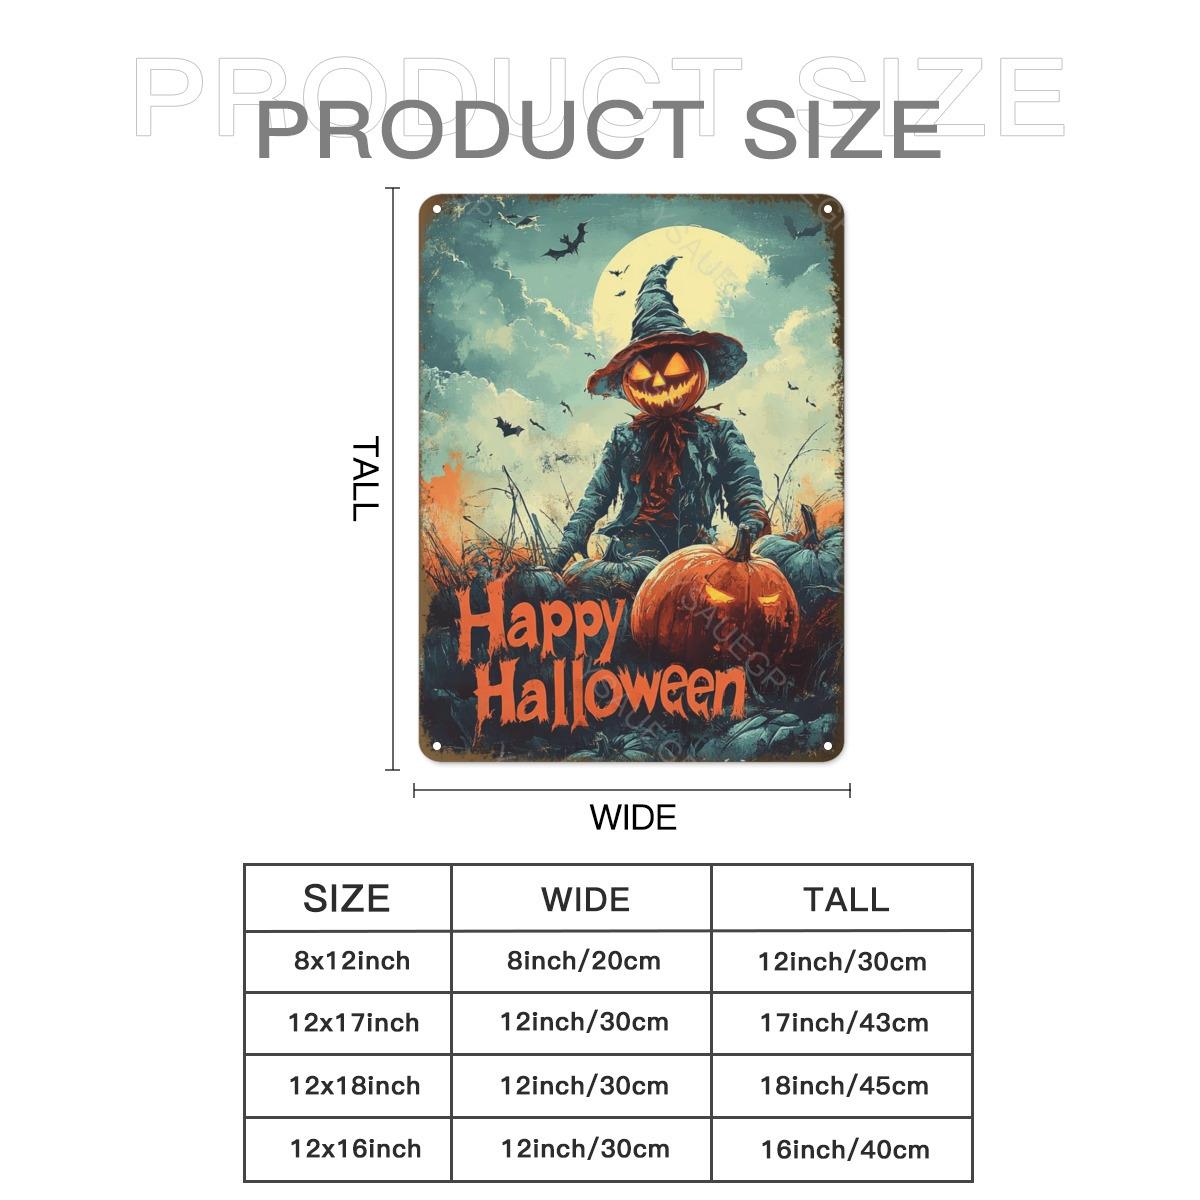 PRODUCT SIZE
PRODUCT SIZE
TALL
Happy
Halloween
WIDE
SIZE WIDE TALL
8x12inch 8inch/20cm 12inch/30cm
12x17inch 12inch/30cm 17inch/43cm
12x18inch 12inch/30cm 18inch/45cm
12x16inch 12inch/30cm 16inch/40cm